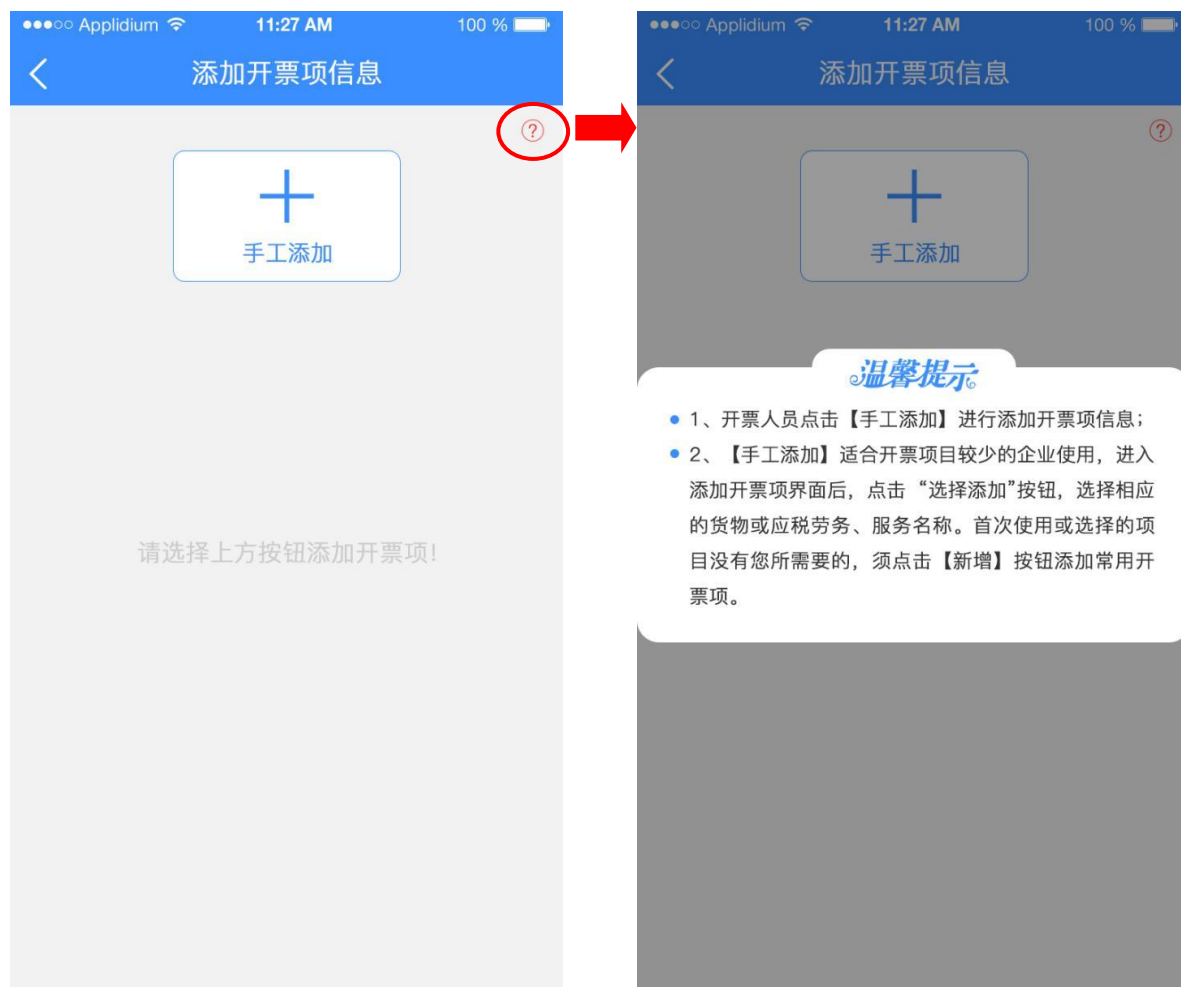 Applidium 11:27 AM 100 %
添加开票项信息
?
手工添加
请选择上方按钮添加开票项!
Applidium 11:27 AM 100 %
添加开票项信息
?
手工添加
温馨提示
1、开票人员点击【手工添加】进行添加开票项信息;
2、【手工添加】适合开票项目较少的企业使用, 进入
添加开票项界面后, 点击 “选择添加”按钮, 选择相应
的货物或应税劳务、服务名称。首次使用或选择的项
目没有您所需要的, 须点击【新增】按钮添加常用开
票项。